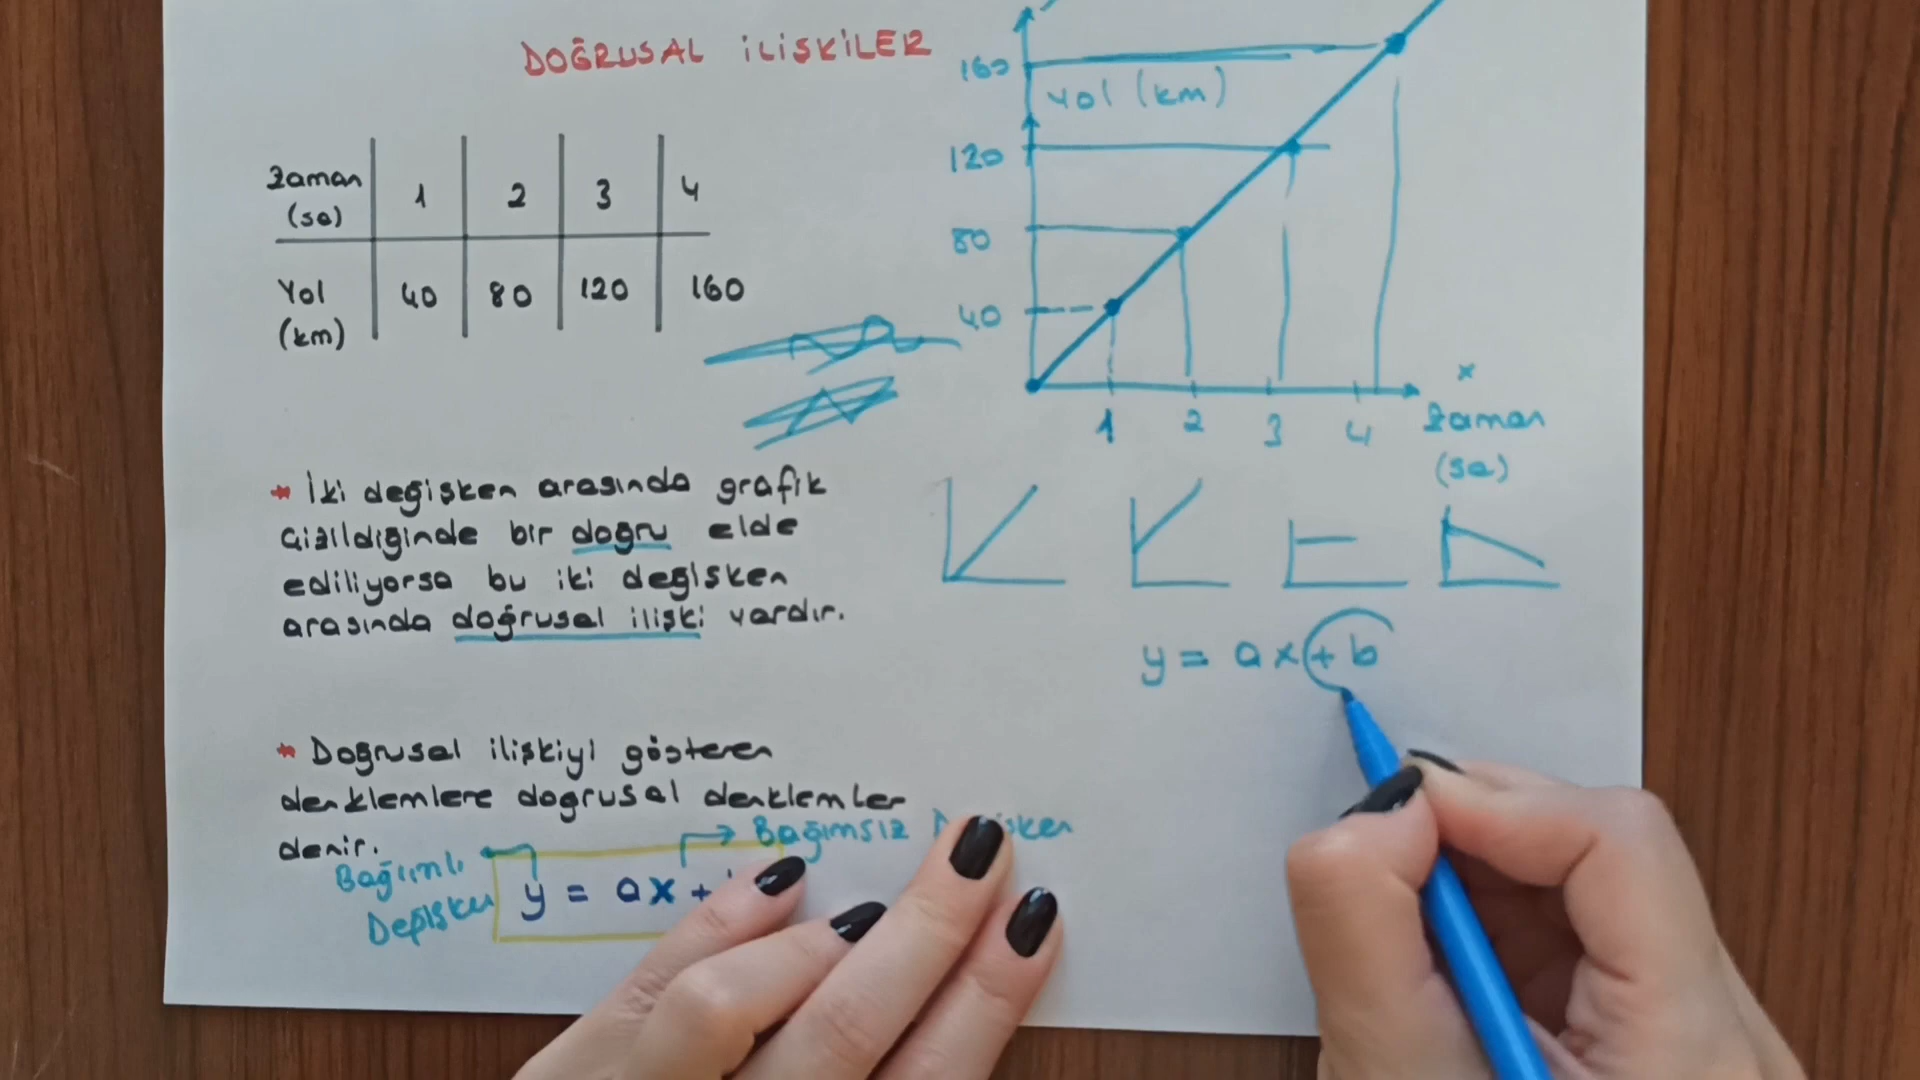 DOĞRUSAL İLİŞKİLER
Zaman (sa) 1 2 3 4
Yol (km) 40 80 120 160
* İki değişken arasında grafik
çizildiğinde bir doğru elde
ediliyorsa bu iki değişken
arasında doğrusal ilişki vardır.
* Doğrusal ilişkiyi gösteren
denklemlere doğrusal denklemler
denir.
Bağımlı
Değişken
Bağımsız
y = ax +
160
Yol (km)
120
80
40
1 2 3 4
x
Zaman
(sa)
y = ax + b